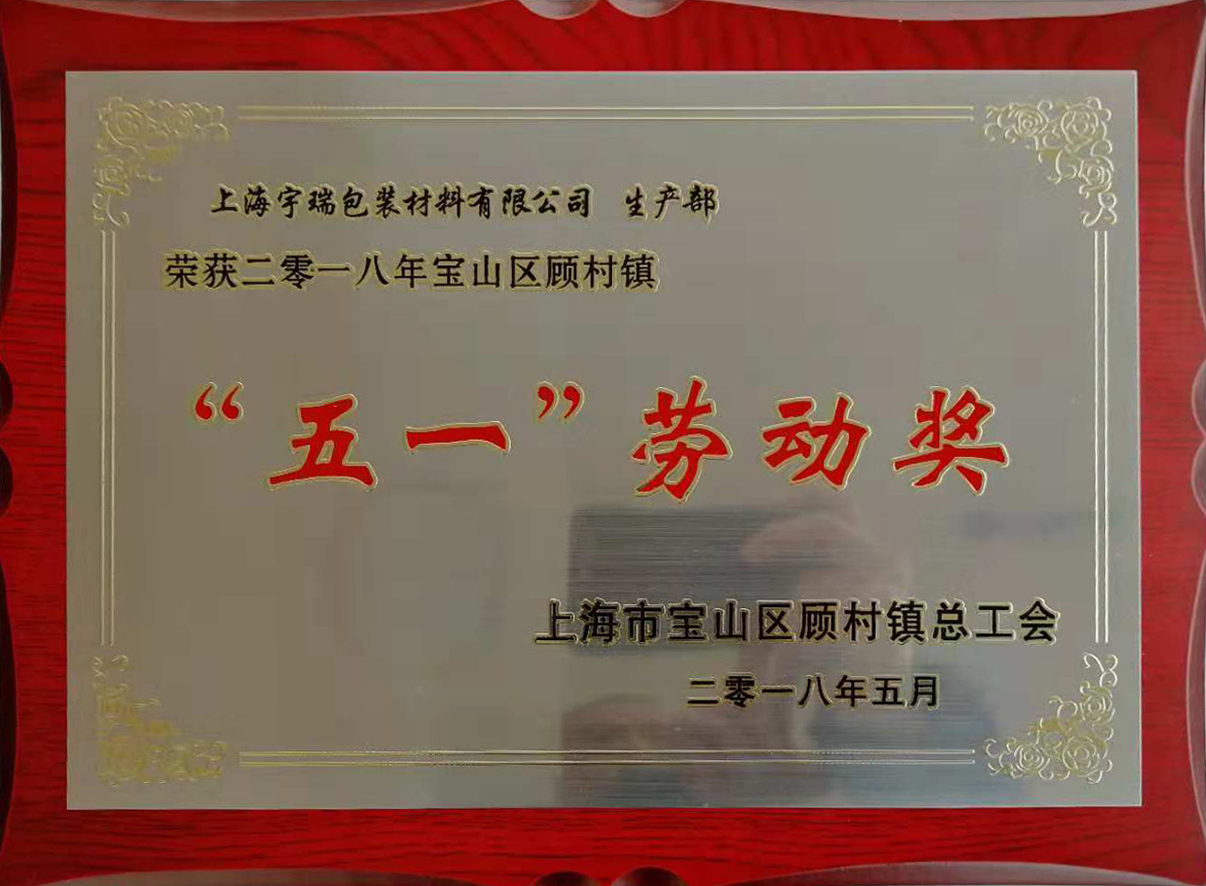 上海宇瑞包装材料有限公司 生产部
荣获二零一八年宝山区顾村镇
“五一”劳动奖
上海市宝山区顾村镇总工会
二零一八年五月